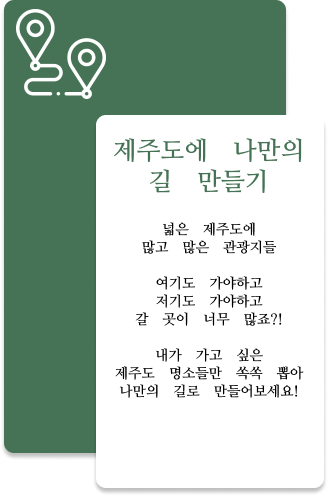 제주도에 나만의
길 만들기
넓은 제주도에
많고 많은 관광지들
여기도 가야하고
저기도 가야하고
갈 곳이 너무 많죠?!
내가 가고 싶은
제주도 명소들만 쏙쏙 뽑아
나만의 길로 만들어보세요!